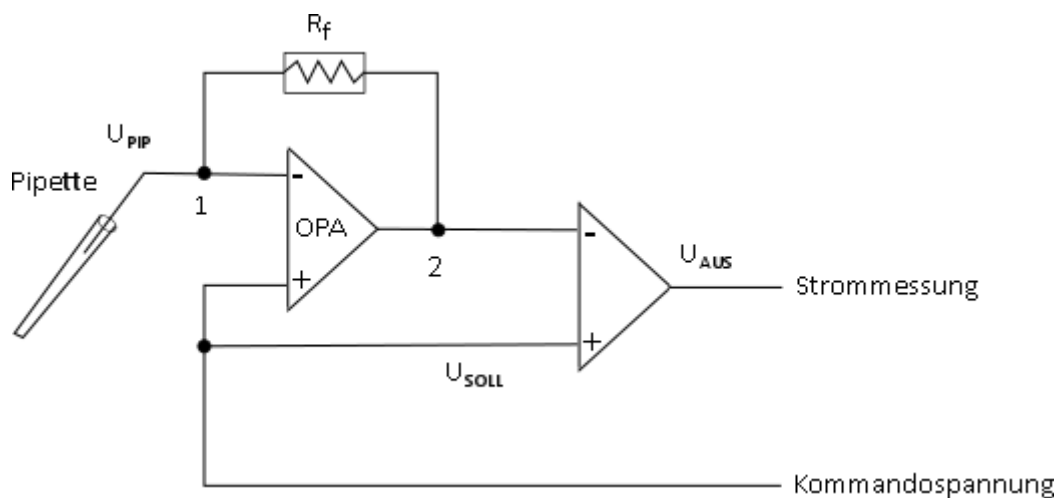 Rf
UPIP
Pipette
-
1
OPA
2
+
-
UAUS
Strommessung
+
USOLL
Kommandospannung